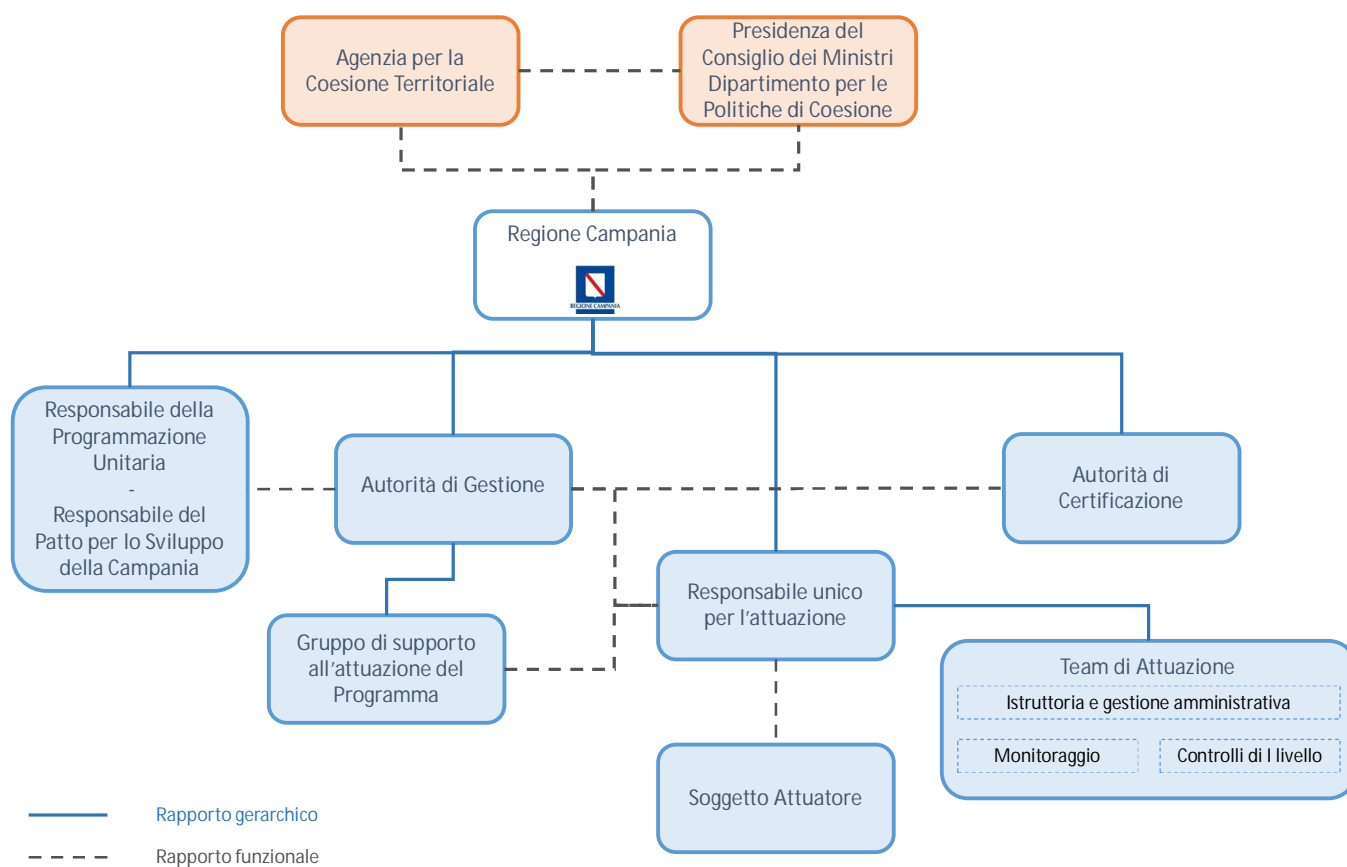 Agenzia per la
Coesione Territoriale
Presidenza del
Consiglio dei Ministri
Dipartimento per le
Politiche di Coesione
Regione Campania
REGIONE CAMPANIA
Responsabile della
Programmazione
Unitaria
-
Responsabile del
Patto per lo Sviluppo
della Campania
Autorità di Gestione
Autorità di
Certificazione
Gruppo di supporto
all'attuazione del
Programma
Responsabile unico
per l'attuazione
Team di Attuazione
Istruttoria e gestione amministrativa
Monitoraggio
Controlli di I livello
Soggetto Attuatore
Rapporto gerarchico
Rapporto funzionale